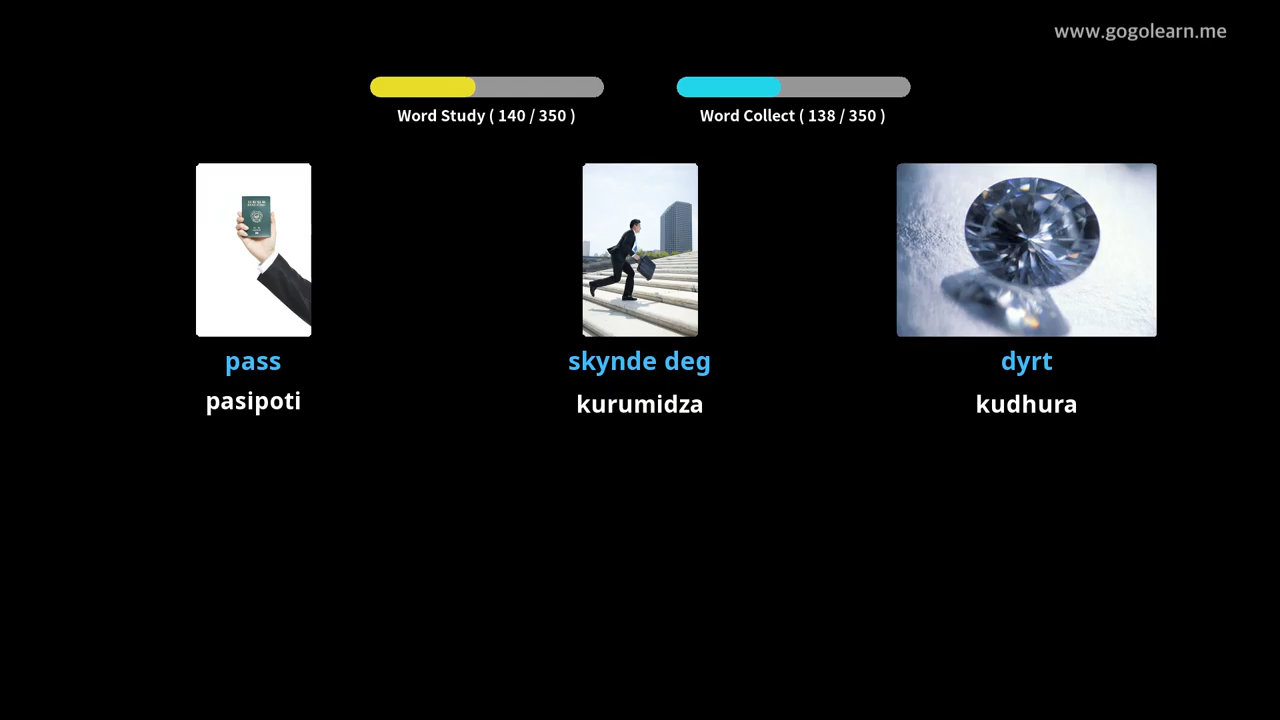 www.gogolearn.me
Word Study ( 140 / 350 )
Word Collect ( 138 / 350 )
pass
pasipoti
skynde deg
kurumidza
dyrt
kudhura